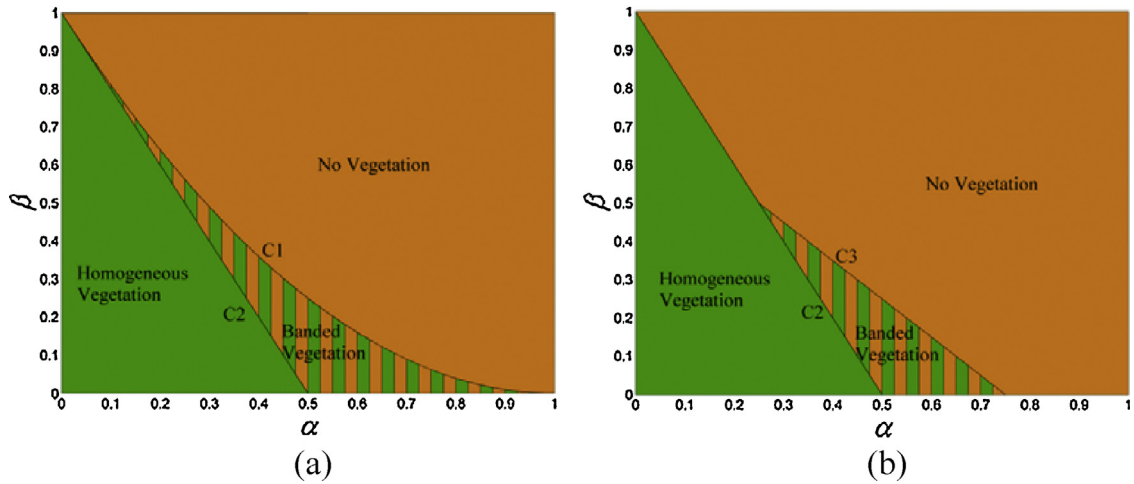 1
0.9
0.8
0.7
0.6
0.5
0.4
0.3
0.2
0.1
0
β
No Vegetation
C1
Homogeneous
Vegetation
C2
Banded
Vegetation
0 0.1 0.2 0.3 0.4 0.5 0.6 0.7 0.8 0.9 1
α
(a)
1
0.9
0.8
0.7
0.6
0.5
0.4
0.3
0.2
0.1
0
β
No Vegetation
C3
Homogeneous
Vegetation
C2
Banded
Vegetation
0 0.1 0.2 0.3 0.4 0.5 0.6 0.7 0.8 0.9 1
α
(b)